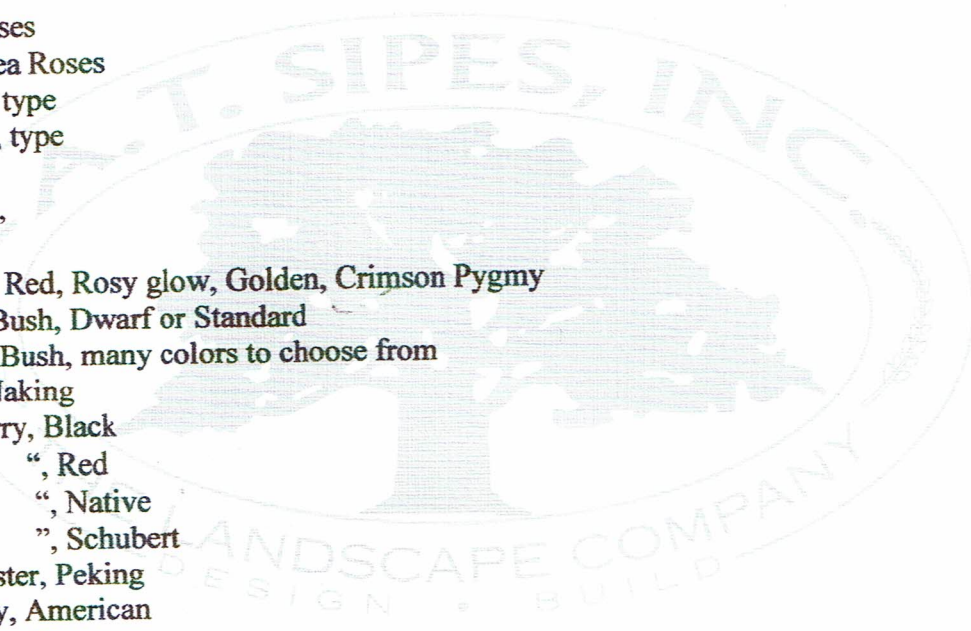 ses
ea Roses
type
, type
,
Red, Rosy glow, Golden, Crimson Pygmy
Bush, Dwarf or Standard
Bush, many colors to choose from
Making
ry, Black
“, Red
“, Native
”, Schubert
ster, Peking
y, American
A.T. SIPES, INC.
LANDSCAPE COMPANY
DESIGN • BUILD